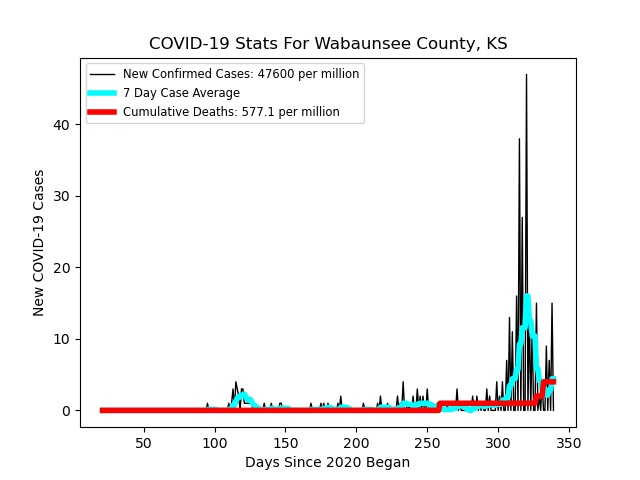 COVID-19 Stats For Wabaunsee County, KS
New Confirmed Cases: 47600 per million
7 Day Case Average
Cumulative Deaths: 577.1 per million
New COVID-19 Cases
40
30
20
10
0
50 100 150 200 250 300 350
Days Since 2020 Began